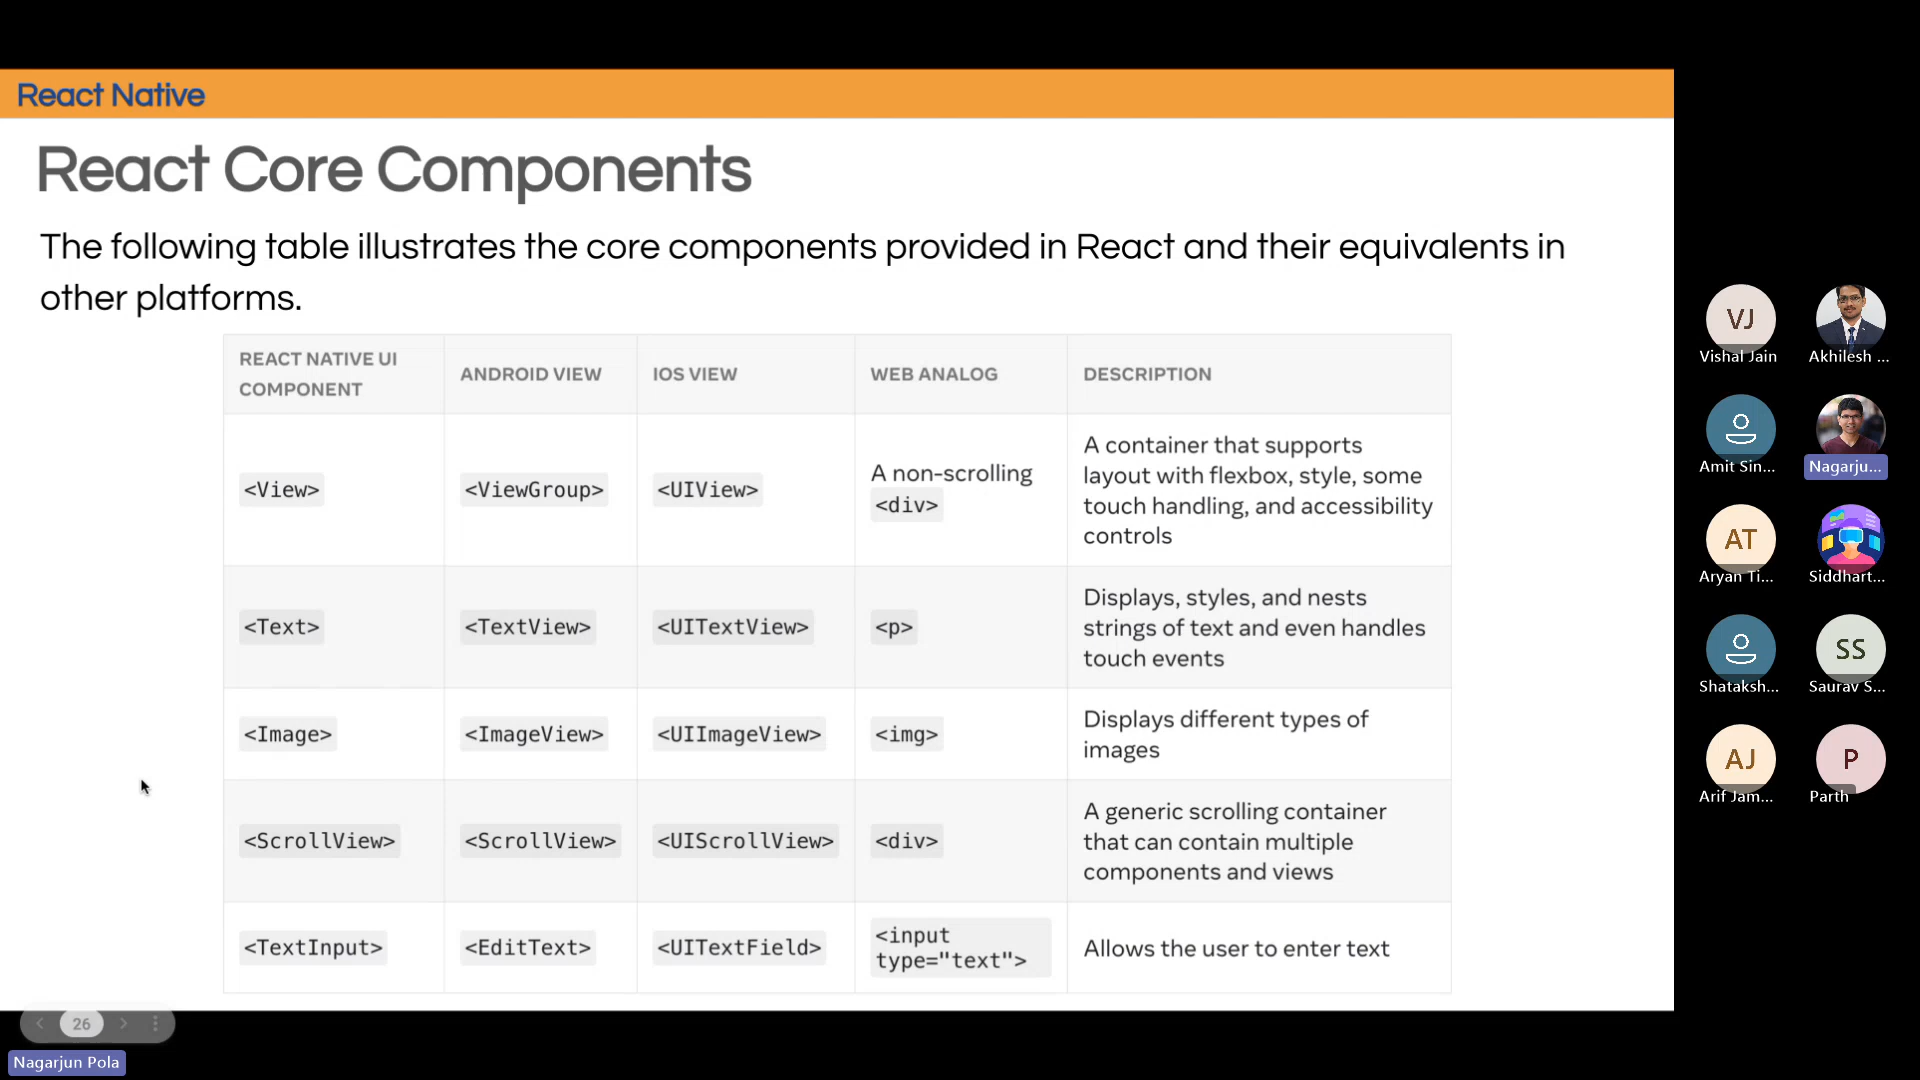 React Native
React Core Components
The following table illustrates the core components provided in React and their equivalents in
other platforms.
REACT NATIVE UI
COMPONENT
ANDROID VIEW
IOS VIEW
WEB ANALOG
DESCRIPTION
<View>
<ViewGroup>
<UIView>
A non-scrolling
<div>
A container that supports
layout with flexbox, style, some
touch handling, and accessibility
controls
<Text>
<TextView>
<UITextView>
<p>
Displays, styles, and nests
strings of text and even handles
touch events
<Image>
<ImageView>
<UIImageView>
<img>
Displays different types of
images
<ScrollView>
<ScrollView>
<UIScrollView>
<div>
A generic scrolling container
that can contain multiple
components and views
<TextInput>
<EditText>
<UITextField>
<input
type="text">
Allows the user to enter text
26
Nagarjun Pola
VJ
Vishal Jain
Akhilesh ...
Amit Sin...
Nagarju...
AT
Aryan Ti...
Siddhart...
Shataksh...
SS
Saurav S...
AJ
Arif Jam...
P
Parth